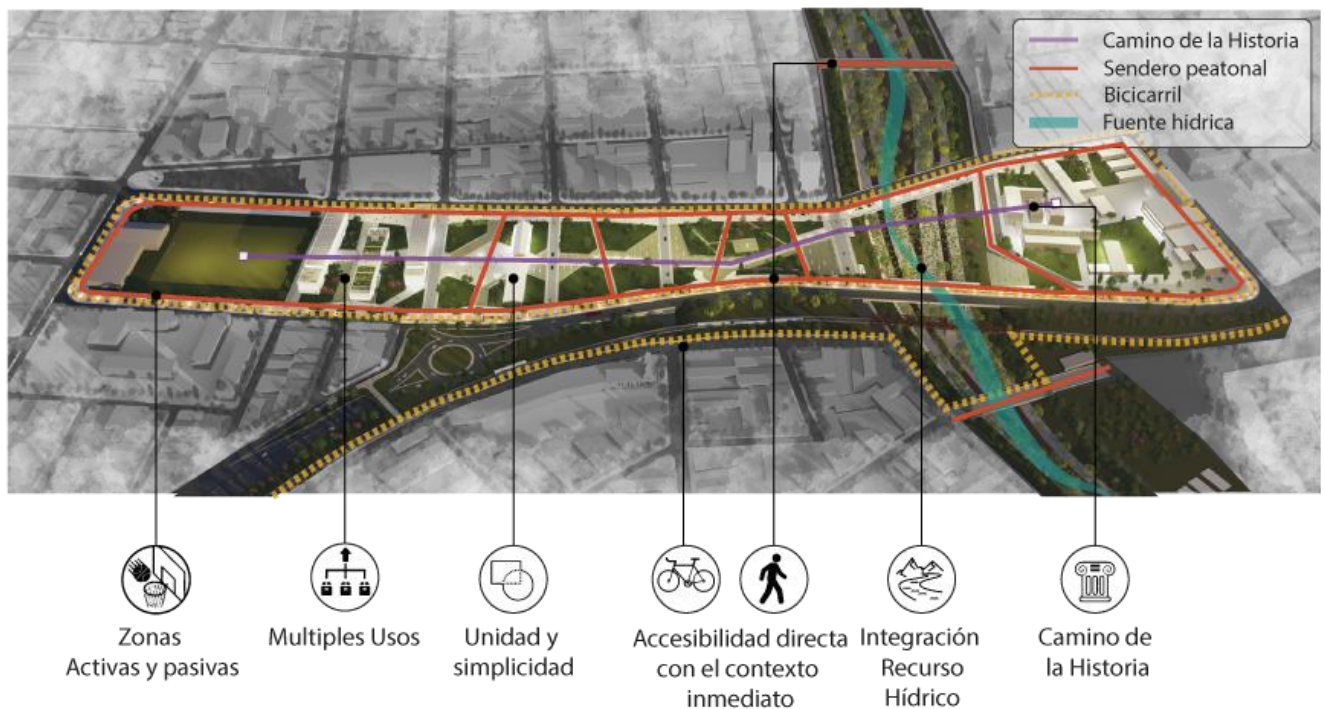 Camino de la Historia
Sendero peatonal
Bicicarril
Fuente hídrica
Zonas
Activas y pasivas
Multiples Usos
Unidad y
simplicidad
Accesibilidad directa
con el contexto
inmediato
Integración
Recurso
Hídrico
Camino de
la Historia